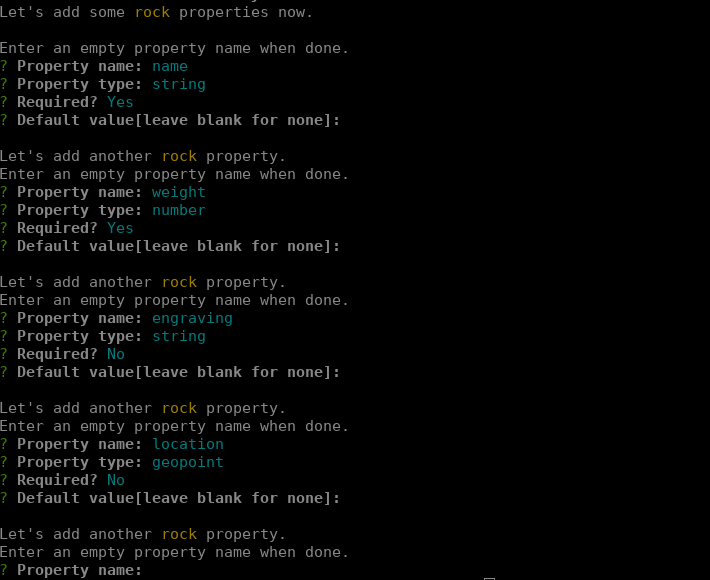 Let's add some rock properties now.
Enter an empty property name when done.
? Property name: name
? Property type: string
? Required? Yes
? Default value[leave blank for none]:
Let's add another rock property.
Enter an empty property name when done.
? Property name: weight
? Property type: number
? Required? Yes
? Default value[leave blank for none]:
Let's add another rock property.
Enter an empty property name when done.
? Property name: engraving
? Property type: string
? Required? No
? Default value[leave blank for none]:
Let's add another rock property.
Enter an empty property name when done.
? Property name: location
? Property type: geopoint
? Required? No
? Default value[leave blank for none]:
Let's add another rock property.
Enter an empty property name when done.
? Property name: